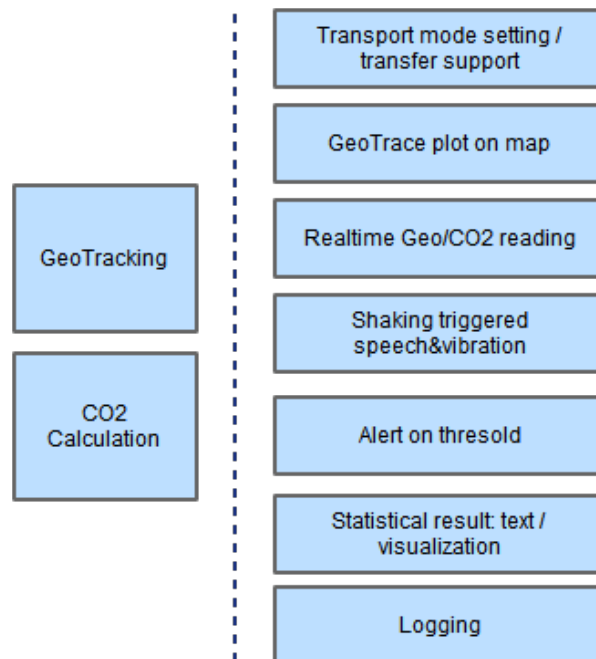 GeoTracking
CO2
Calculation
Transport mode setting /
transfer support
GeoTrace plot on map
Realtime Geo/CO2 reading
Shaking triggered
speech&vibration
Alert on thresold
Statistical result: text /
visualization
Logging